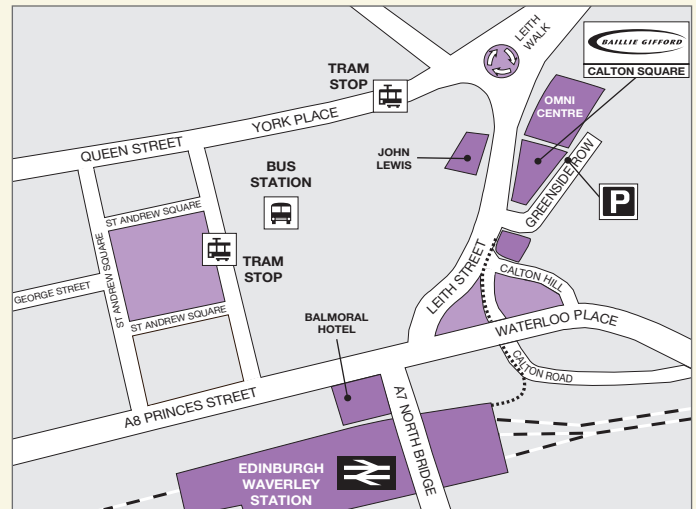 LEITH
WALK
BAILLIE GIFFORD
CALTON SQUARE
TRAM
STOP
OMNI
CENTRE
YORK PLACE
QUEEN STREET
JOHN
LEWIS
BUS
STATION
GREENSIDE ROW
P
ST ANDREW SQUARE
ST ANDREW SQUARE
TRAM
STOP
LEITH STREET
CALTON HILL
GEORGE STREET
ST ANDREW SQUARE
BALMORAL
HOTEL
WATERLOO PLACE
CALTON ROAD
A8 PRINCES STREET
A7 NORTH BRIDGE
EDINBURGH
WAVERLEY
STATION